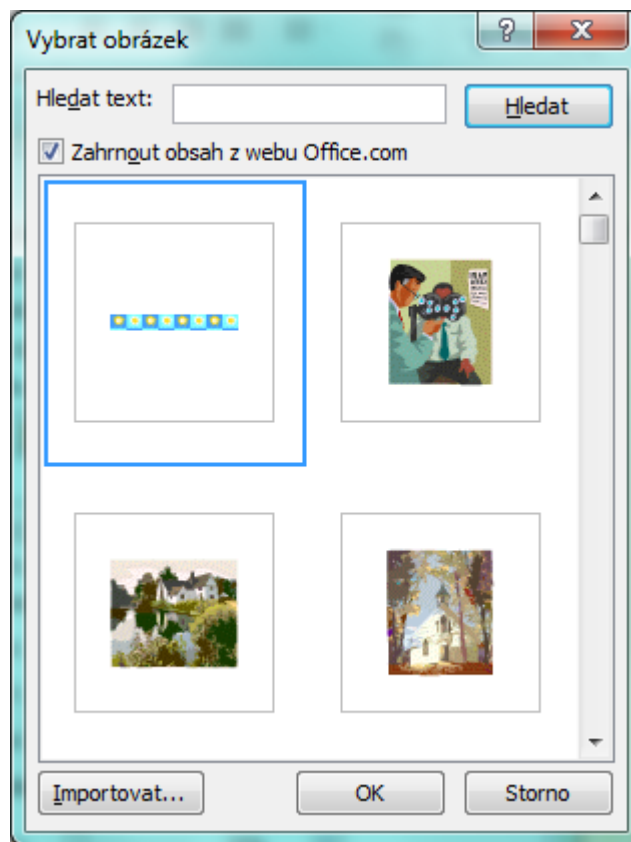 Vybrat obrázek
Hledat text:
Hledat
Zahrnout obsah z webu Office.com
Importovat...
OK
Storno